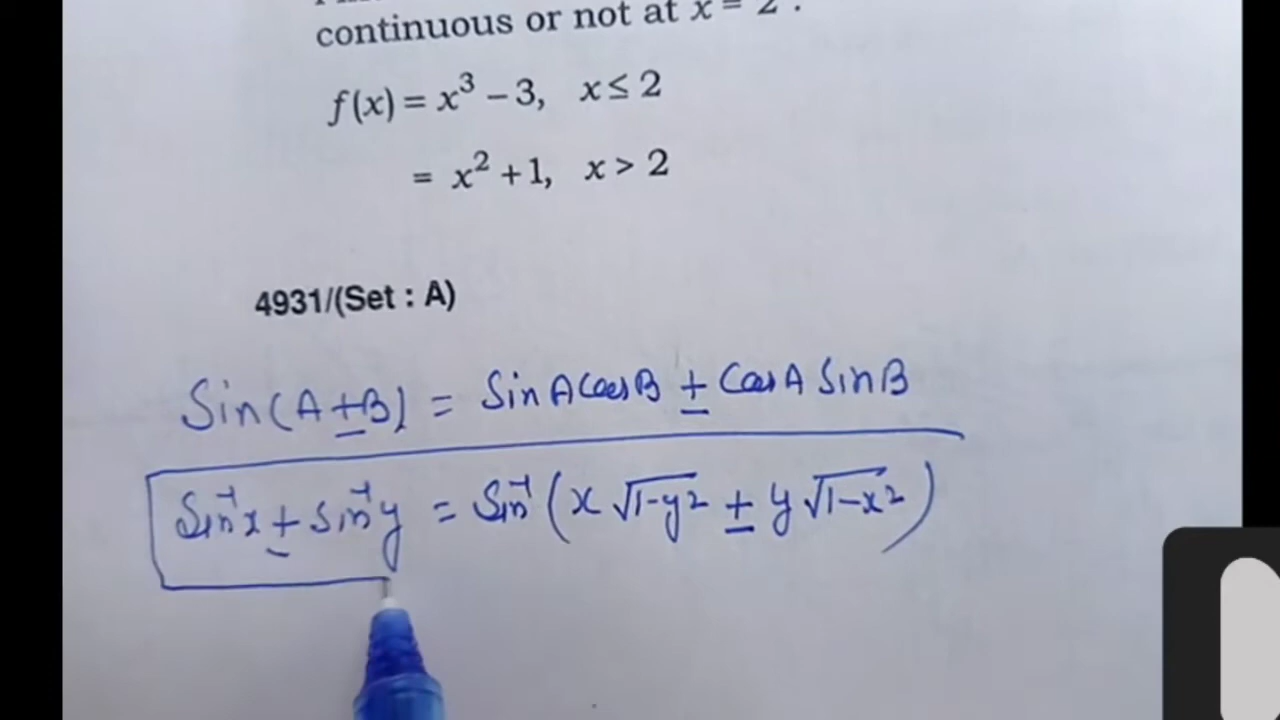 continuous or not at x = 2 .
f(x) = x³ – 3, x ≤ 2
= x² + 1, x > 2
4931/(Set : A)
Sin(A ± B) = SinA CosB ± CosA SinB
Sin⁻¹x ± Sin⁻¹y = Sin⁻¹(x √1-y² ± y √1-x²)